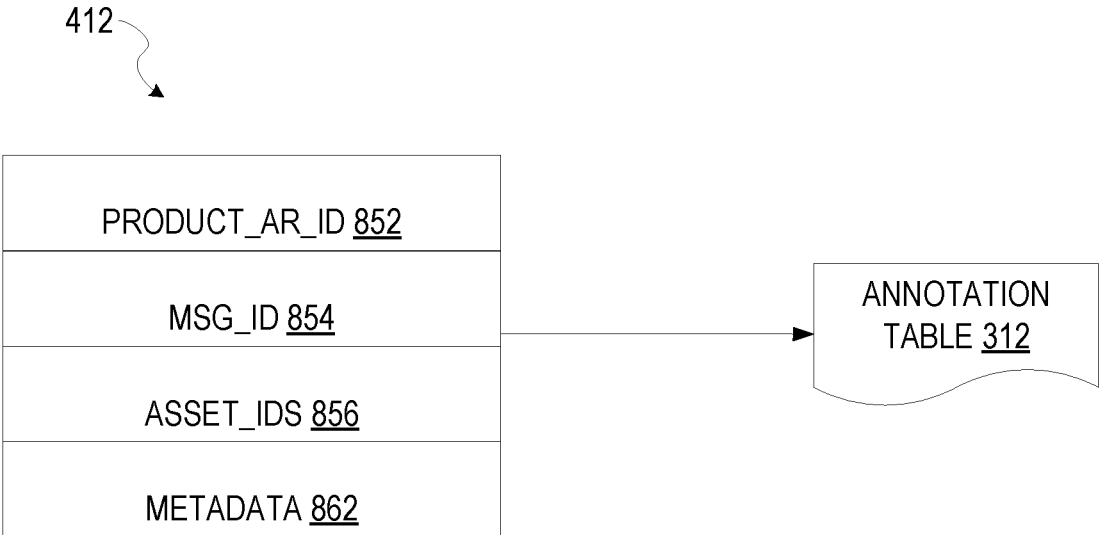 412
PRODUCT_AR_ID 852
MSG_ID 854
ASSET_IDS 856
METADATA 862
ANNOTATION
TABLE 312